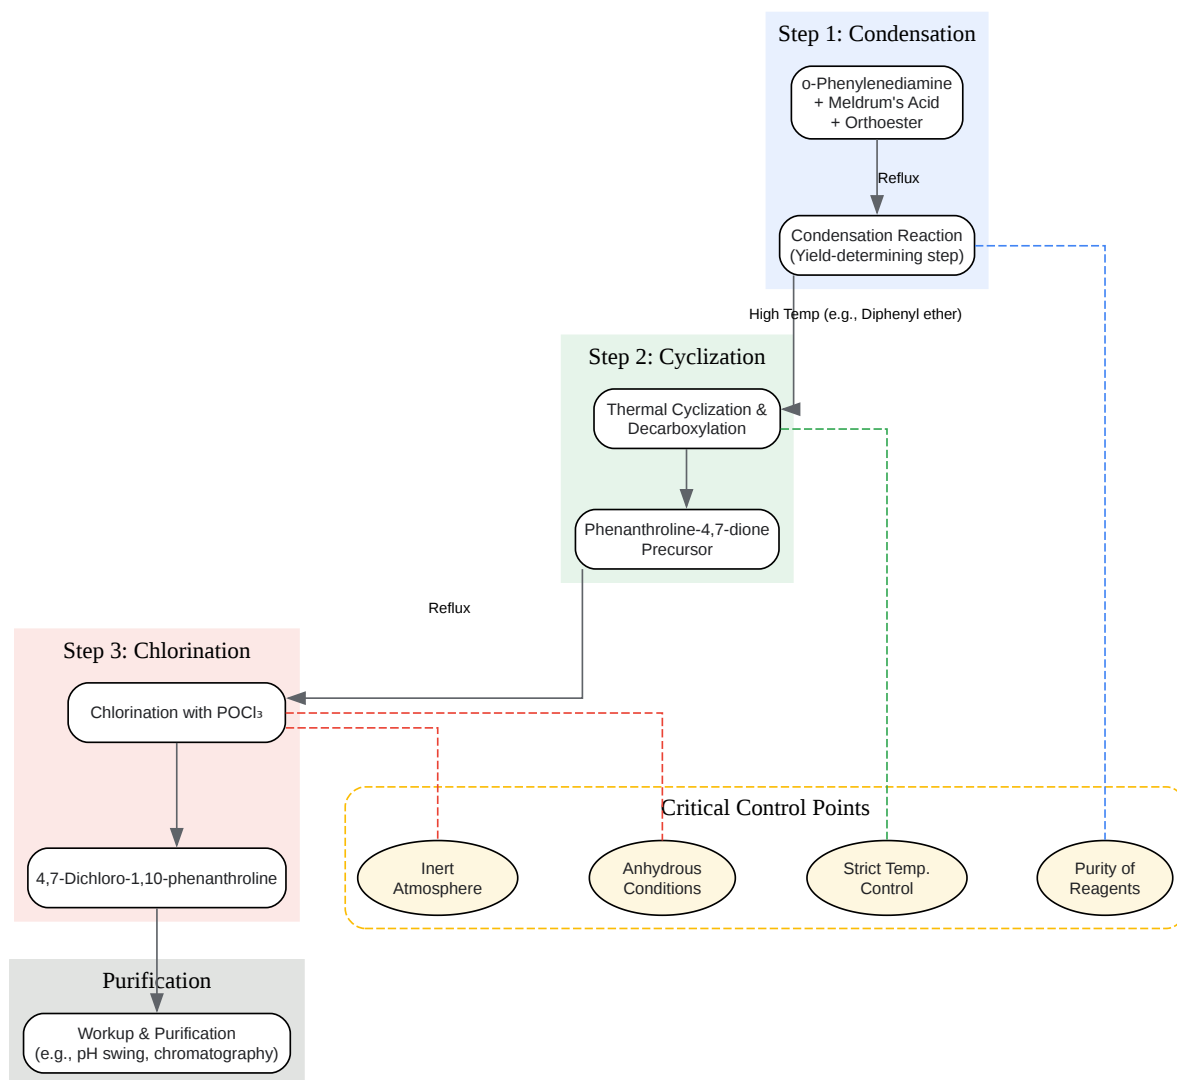 Step 1: Condensation
o-Phenylenediamine
+ Meldrum's Acid
+ Orthoester
Reflux
Condensation Reaction
(Yield-determining step)
High Temp (e.g., Diphenyl ether)
Step 2: Cyclization
Thermal Cyclization &
Decarboxylation
Phenanthroline-4,7-dione
Precursor
Reflux
Step 3: Chlorination
Chlorination with POCl₃
4,7-Dichloro-1,10-phenanthroline
Critical Control Points
Inert
Atmosphere
Anhydrous
Conditions
Strict Temp.
Control
Purity of
Reagents
Purification
Workup & Purification
(e.g., pH swing, chromatography)